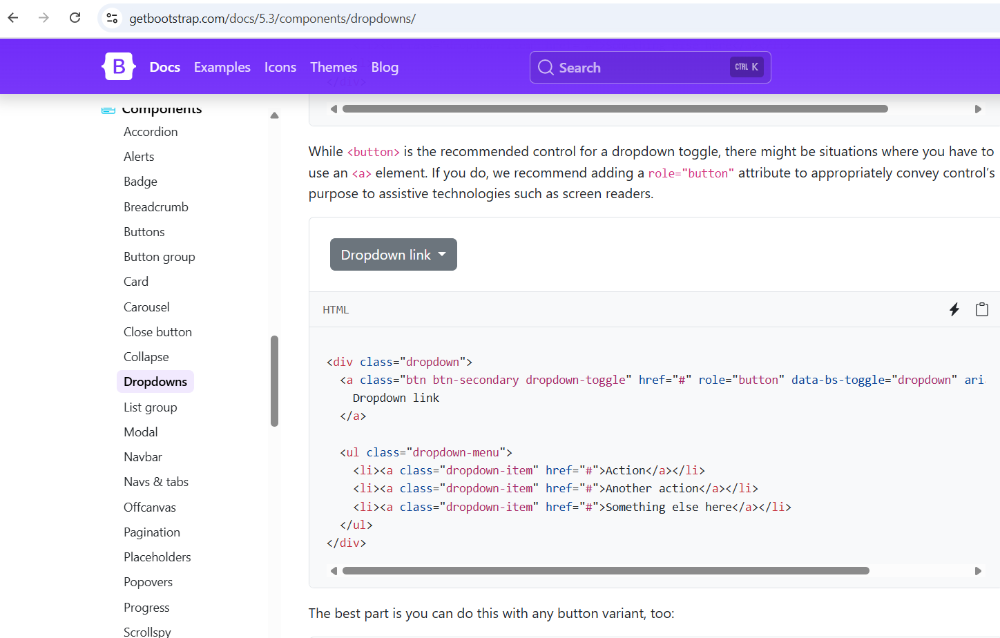 getbootstrap.com/docs/5.3/components/dropdowns/
B
Docs
Examples
Icons
Themes
Blog
Search
CTRL K
Components
Accordion
Alerts
Badge
Breadcrumb
Buttons
Button group
Card
Carousel
Close button
Collapse
Dropdowns
List group
Modal
Navbar
Navs & tabs
Offcanvas
Pagination
Placeholders
Popovers
Progress
Scrollspy
</div>
While <button> is the recommended control for a dropdown toggle, there might be situations where you have to
use an <a> element. If you do, we recommend adding a role="button" attribute to appropriately convey control’s
purpose to assistive technologies such as screen readers.
Dropdown link
HTML
<div class="dropdown">
  <a class="btn btn-secondary dropdown-toggle" href="#" role="button" data-bs-toggle="dropdown" ari
    Dropdown link
  </a>
  <ul class="dropdown-menu">
    <li><a class="dropdown-item" href="#">Action</a></li>
    <li><a class="dropdown-item" href="#">Another action</a></li>
    <li><a class="dropdown-item" href="#">Something else here</a></li>
  </ul>
</div>
The best part is you can do this with any button variant, too: